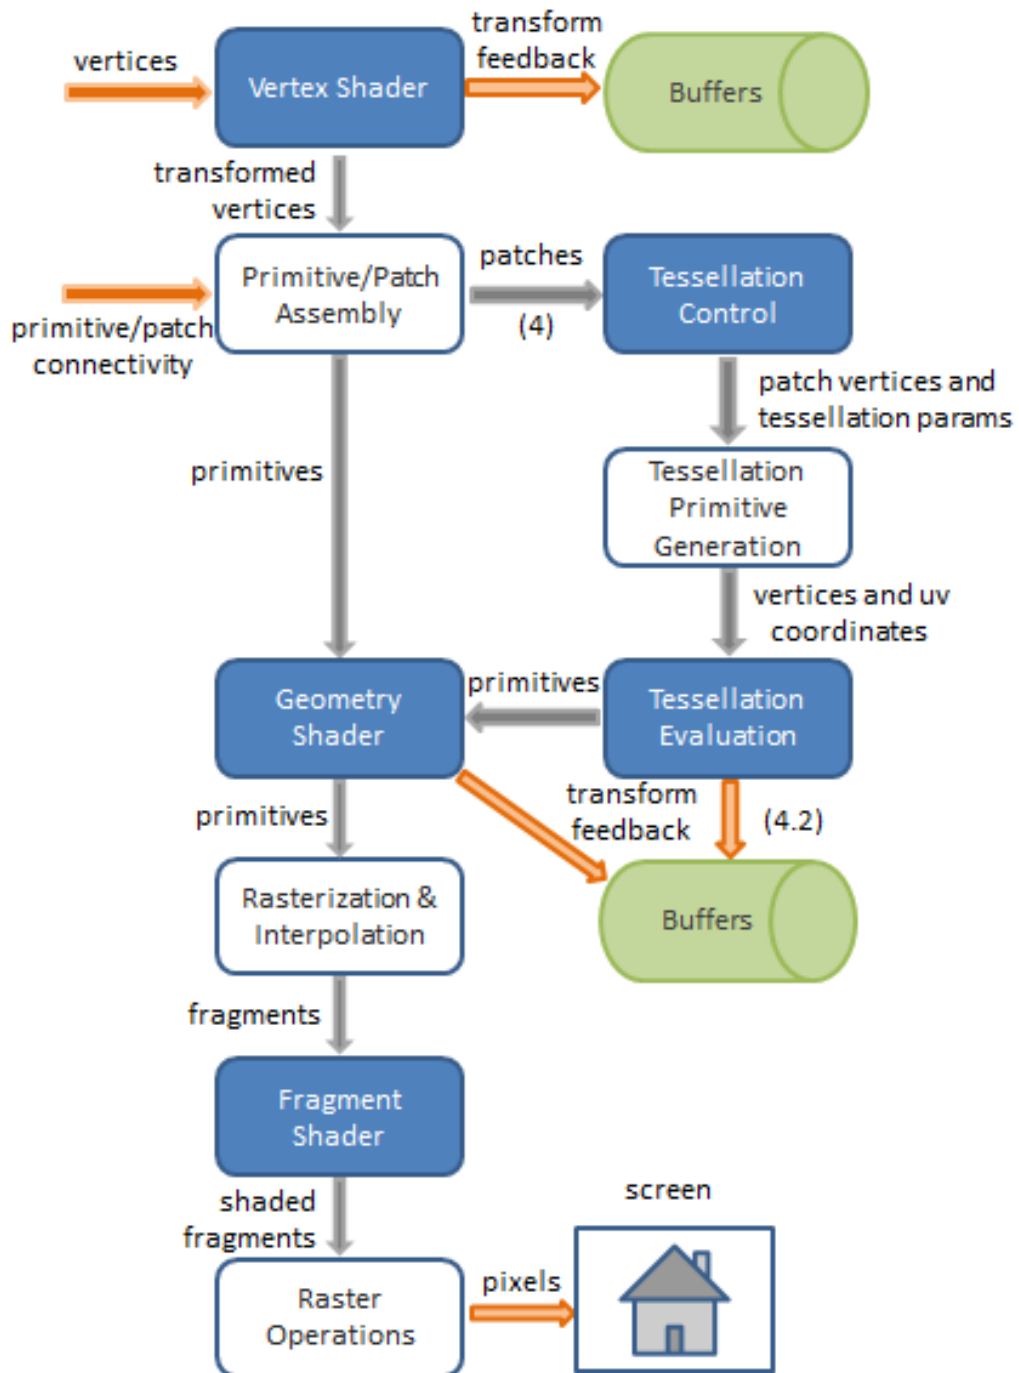 vertices
Vertex Shader
transform
feedback
Buffers
transformed
vertices
primitive/patch
connectivity
Primitive/Patch
Assembly
patches
(4)
Tessellation
Control
patch vertices and
tessellation params
primitives
Tessellation
Primitive
Generation
vertices and uv
coordinates
Geometry
Shader
primitives
Tessellation
Evaluation
primitives
transform
feedback
(4.2)
Rasterization &
Interpolation
Buffers
fragments
Fragment
Shader
shaded
fragments
screen
Raster
Operations
pixels